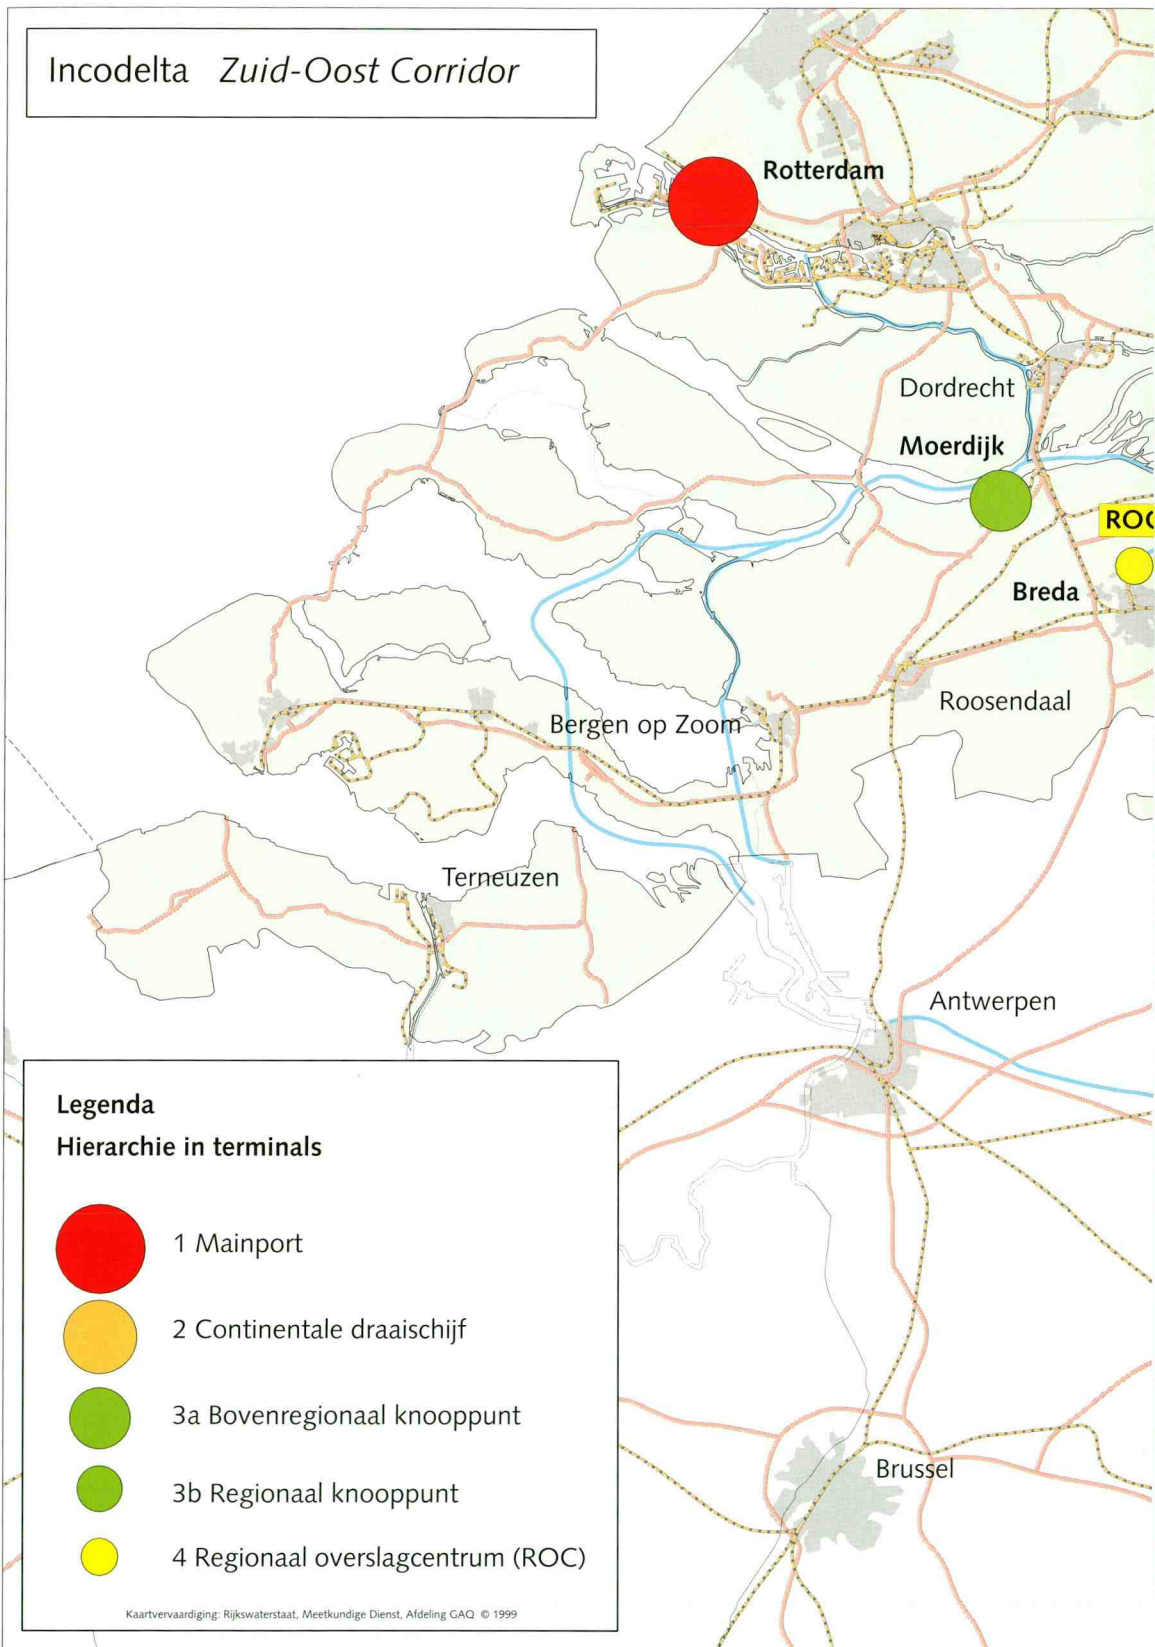 Incodelta Zuid-Oost Corridor
Rotterdam
Dordrecht
Moerdijk
ROC
Breda
Roosendaal
Bergen op Zoom
Terneuzen
Antwerpen
Brussel
Legenda
Hierarchie in terminals
1 Mainport
2 Continentale draaischijf
3a Bovenregionaal knooppunt
3b Regionaal knooppunt
4 Regionaal overslagcentrum (ROC)
Kaartvervaardiging: Rijkswaterstaat, Meetkundige Dienst, Afdeling GAQ © 1999